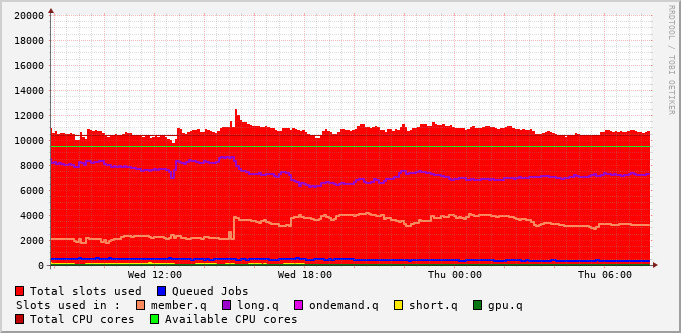 RRDTOOL / TOBI OETIKER
20000
18000
16000
14000
12000
10000
8000
6000
4000
2000
0
Wed 12:00 Wed 18:00 Thu 00:00 Thu 06:00
Total slots used Queued Jobs
Slots used in : member.q long.q ondemand.q short.q gpu.q
Total CPU cores Available CPU cores